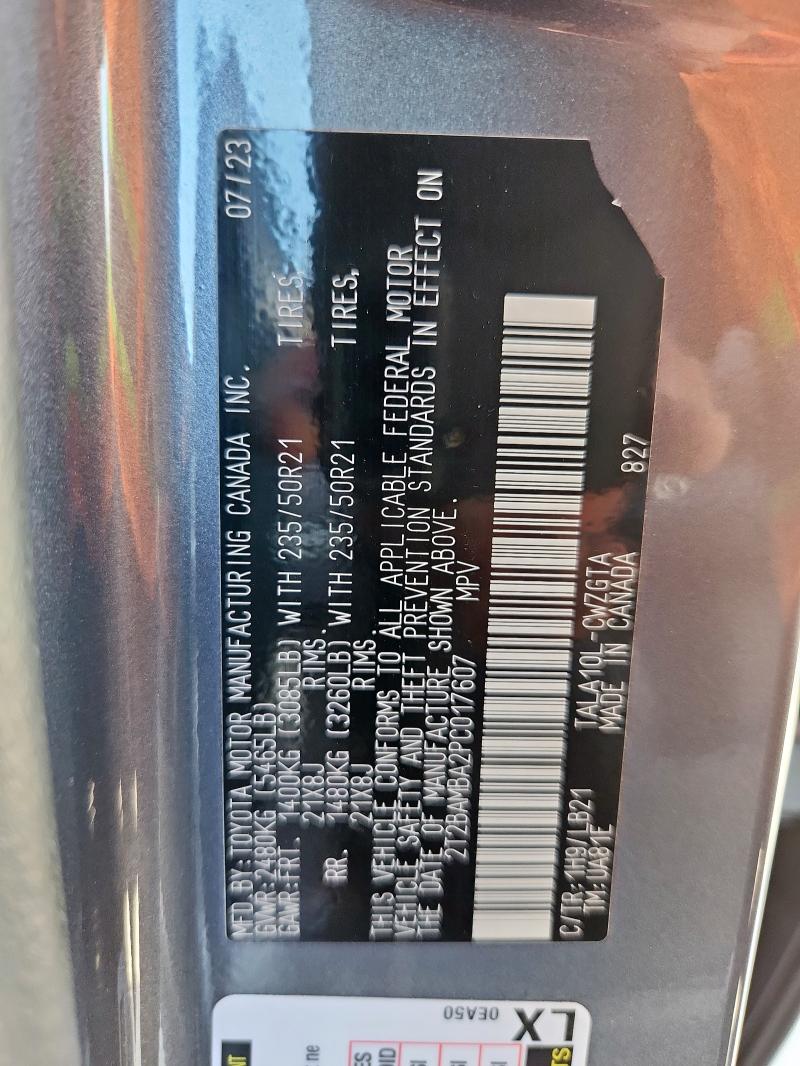 MFD BY: TOYOTA MOTOR MANUFACTURING CANADA INC. 07/23
GVWR: 2480KG (5465LB)
GAWR: FRT. 1400KG (3085LB) WITH 235/50R21 TIRES,
21X8J RIMS.
RR. 1480KG (3260LB) WITH 235/50R21 TIRES,
21X8J RIMS.
THIS VEHICLE CONFORMS TO ALL APPLICABLE FEDERAL MOTOR
VEHICLE SAFETY AND THEFT PREVENTION STANDARDS IN EFFECT ON
THE DATE OF MANUFACTURE SHOWN ABOVE.
2T2BAMBA2PC017607 MPV
C/TR: 1H9/LB21 TALA10L-CWZGTA 827
TM: UA81E MADE IN CANADA
LX
0EA50